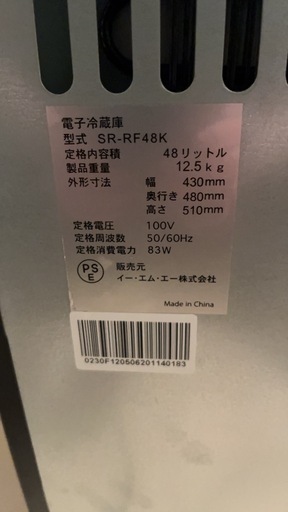 電子冷蔵庫
型式 SR-RF48K
定格内容積 48リットル
製品重量 12.5kg
外形寸法 幅 430mm
奥行き 480mm
高さ 510mm
定格電圧 100V
定格周波数 50/60Hz
定格消費電力 83W
PSE 販売元
イー・エム・エー株式会社
Made in China
0230F120506201140183